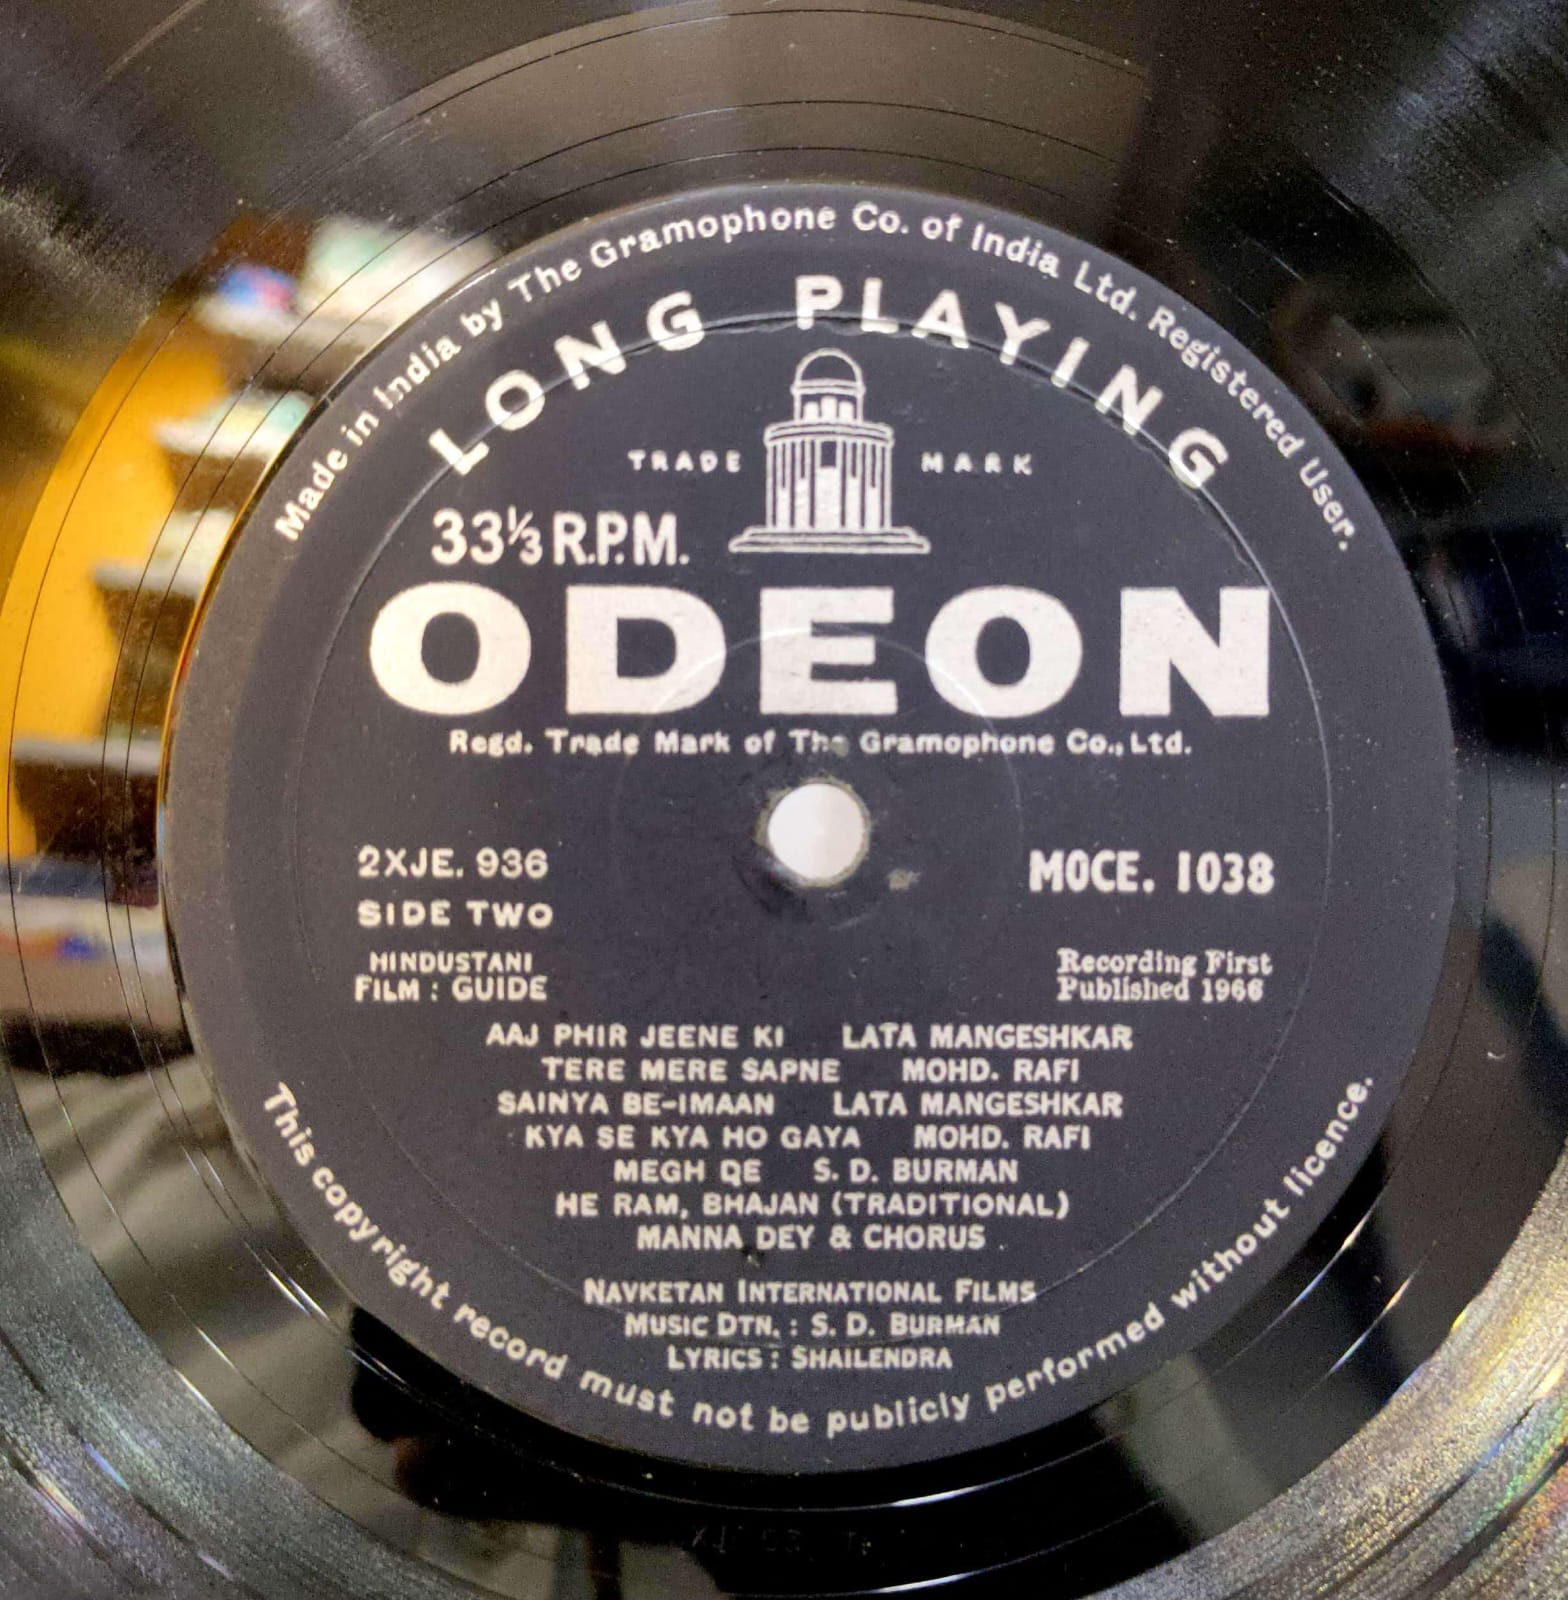 Made in India by The Gramophone Co. of India Ltd. Registered User.
LONG PLAYING
TRADE MARK
33⅓ R.P.M.
ODEON
Regd. Trade Mark of The Gramophone Co., Ltd.
2XJE. 936
MOCE. 1038
SIDE TWO
HINDUSTANI
FILM : GUIDE
Recording First
Published 1966
AAJ PHIR JEENE KI LATA MANGESHKAR
TERE MERE SAPNE MOHD. RAFI
SAINYA BE-IMAAN LATA MANGESHKAR
KYA SE KYA HO GAYA MOHD. RAFI
MEGH DE S. D. BURMAN
HE RAM, BHAJAN (TRADITIONAL)
MANNA DEY & CHORUS
NAVKETAN INTERNATIONAL FILMS
MUSIC DTN. : S. D. BURMAN
LYRICS : SHAILENDRA
This copyright record must not be publicly performed without licence.